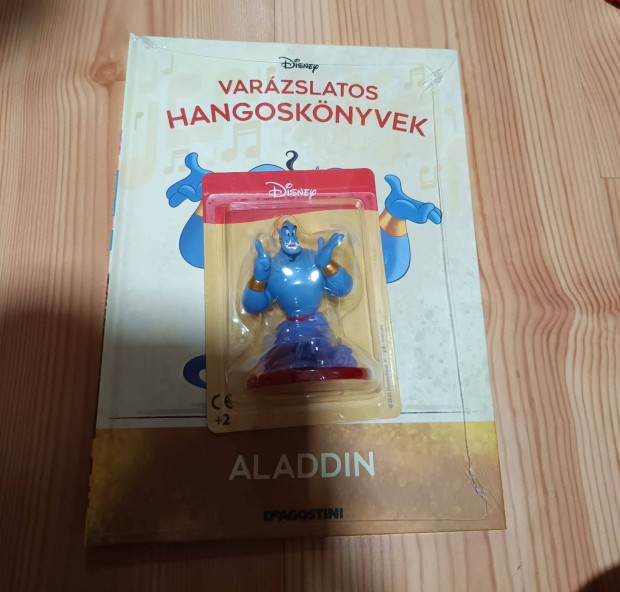 Disney
VARÁZSLATOS
HANGOSKÖNYVEK
Disney
CE
+2
ALADDIN
DeAGOSTINI